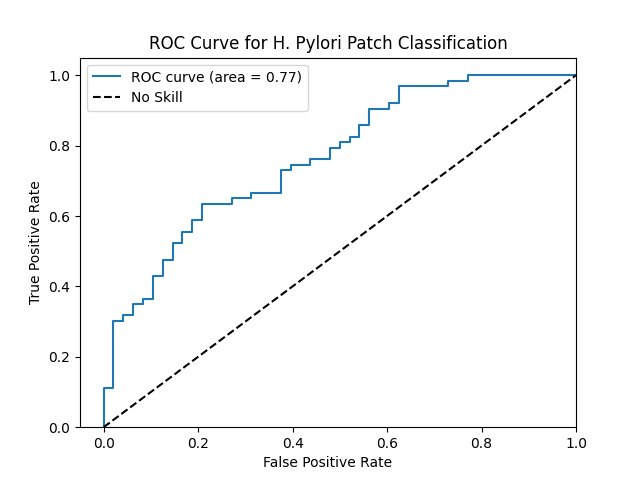 ROC Curve for H. Pylori Patch Classification
ROC curve (area = 0.77)
No Skill
True Positive Rate
1.0
0.8
0.6
0.4
0.2
0.0
0.0
0.2
0.4
0.6
0.8
1.0
False Positive Rate